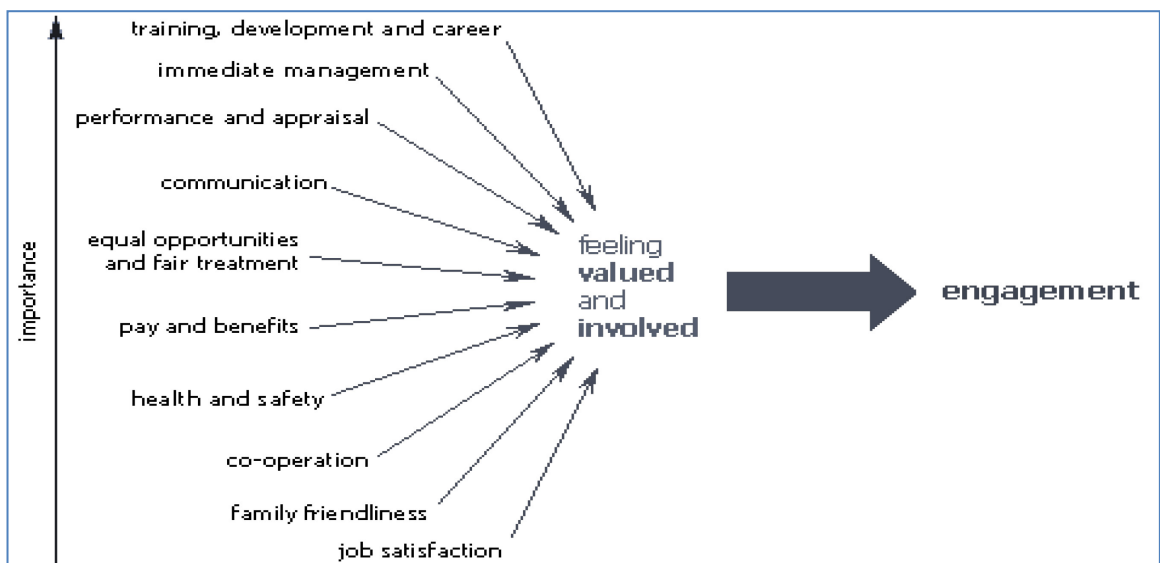 training, development and career
immediate management
performance and appraisal
communication
equal opportunities
and fair treatment
pay and benefits
health and safety
co-operation
family friendliness
job satisfaction
importance
feeling
valued
and
involved
engagement